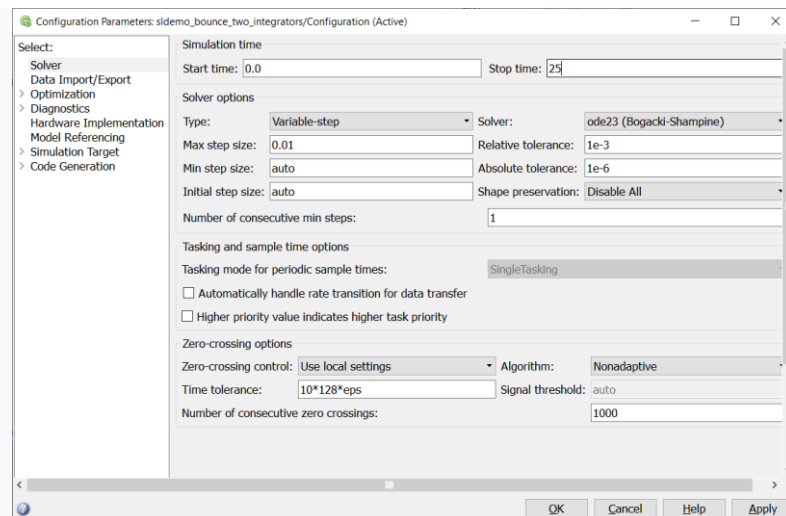 Configuration Parameters: sldemo_bounce_two_integrators/Configuration (Active)
Select:
Solver
Data Import/Export
Optimization
Diagnostics
Hardware Implementation
Model Referencing
Simulation Target
Code Generation
Simulation time
Start time: 0.0 Stop time: 25
Solver options
Type: Variable-step Solver: ode23 (Bogacki-Shampine)
Max step size: 0.01 Relative tolerance: 1e-3
Min step size: auto Absolute tolerance: 1e-6
Initial step size: auto Shape preservation: Disable All
Number of consecutive min steps: 1
Tasking and sample time options
Tasking mode for periodic sample times: SingleTasking
Automatically handle rate transition for data transfer
Higher priority value indicates higher task priority
Zero-crossing options
Zero-crossing control: Use local settings Algorithm: Nonadaptive
Time tolerance: 10*128*eps Signal threshold: auto
Number of consecutive zero crossings: 1000
OK Cancel Help Apply